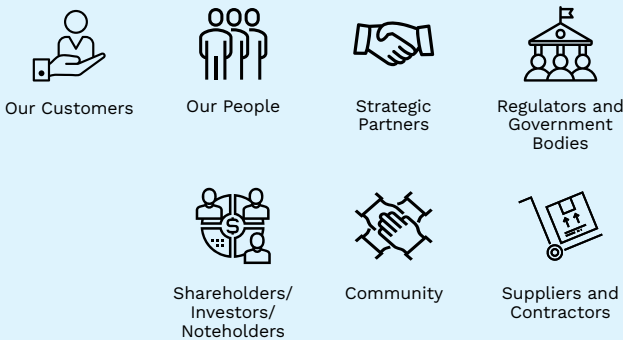 Our Customers
Our People
Strategic
Partners
Regulators and
Government
Bodies
Shareholders/
Investors/
Noteholders
Community
Suppliers and
Contractors